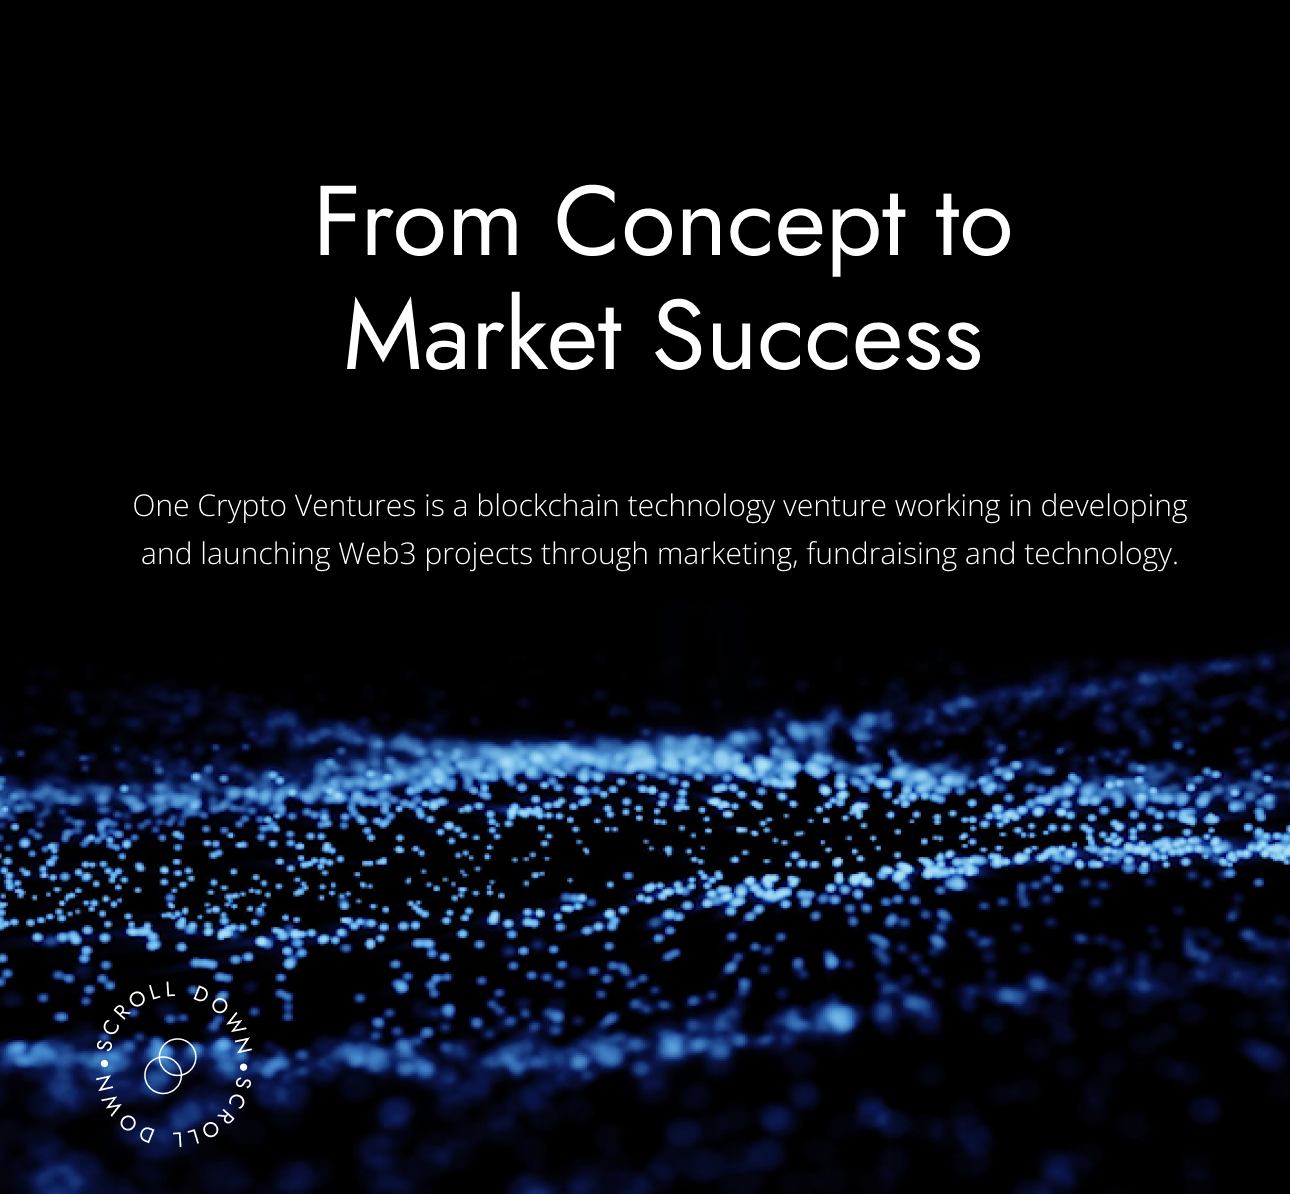 From Concept to
Market Success
One Crypto Ventures is a blockchain technology venture working in developing
and launching Web3 projects through marketing, fundraising and technology.
SCROLL DOWN • SCROLL DOWN •